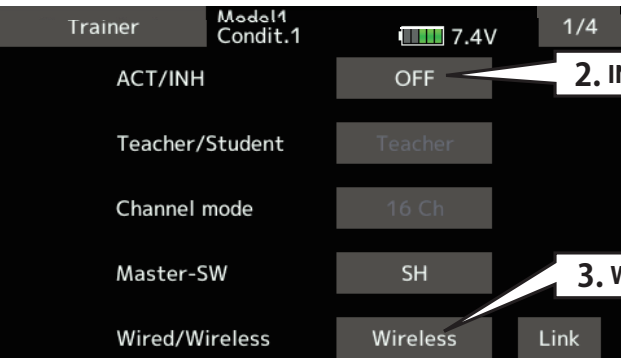 Trainer Model1 1/4
Condit.1 7.4V
ACT/INH OFF
2. IN
Teacher/Student Teacher
Channel mode 16 Ch
Master-SW SH
3. W
Wired/Wireless Wireless Link